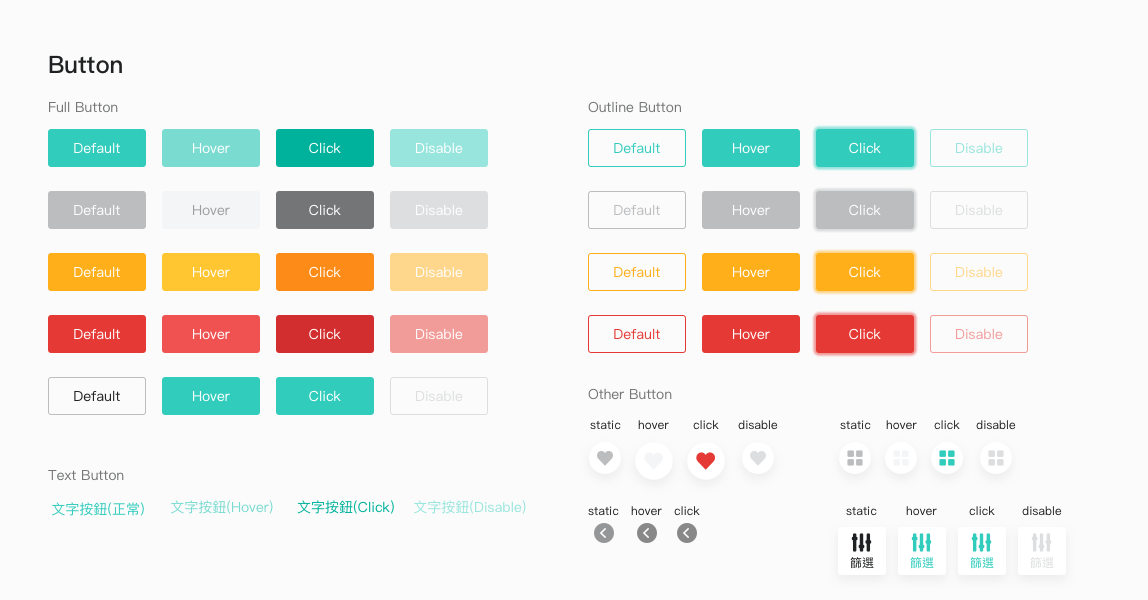 Button
Full Button
Default Hover Click Disable
Default Hover Click Disable
Default Hover Click Disable
Default Hover Click Disable
Default Hover Click Disable
Text Button
文字按鈕(正常) 文字按鈕(Hover) 文字按鈕(Click) 文字按鈕(Disable)
Outline Button
Default Hover Click Disable
Default Hover Click Disable
Default Hover Click Disable
Default Hover Click Disable
Other Button
static hover click disable
static hover click disable
static hover click
static hover click disable
篩選 篩選 篩選 篩選